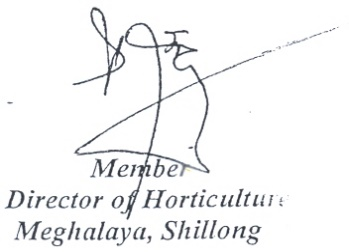 Member
Director of Horticulture
Meghalaya, Shillong